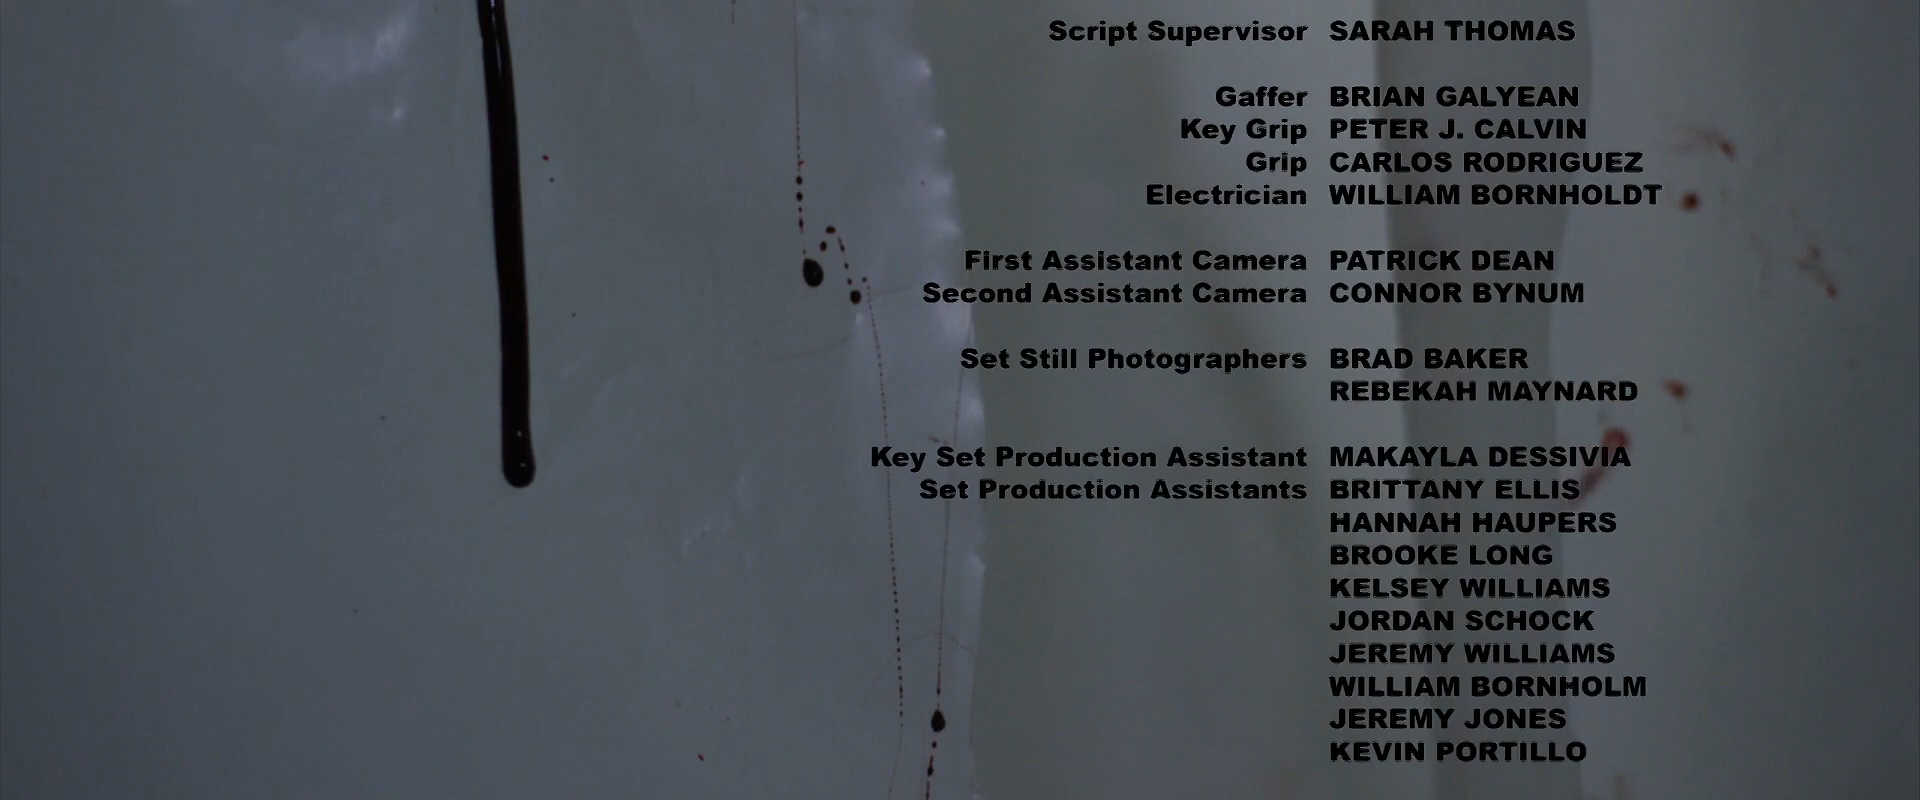 Script Supervisor SARAH THOMAS
Gaffer BRIAN GALYEAN
Key Grip PETER J. CALVIN
Grip CARLOS RODRIGUEZ
Electrician WILLIAM BORNHOLDT
First Assistant Camera PATRICK DEAN
Second Assistant Camera CONNOR BYNUM
Set Still Photographers BRAD BAKER
REBEKAH MAYNARD
Key Set Production Assistant MAKAYLA DESSIVIA
Set Production Assistants BRITTANY ELLIS
HANNAH HAUPERS
BROOKE LONG
KELSEY WILLIAMS
JORDAN SCHOCK
JEREMY WILLIAMS
WILLIAM BORNHOLM
JEREMY JONES
KEVIN PORTILLO